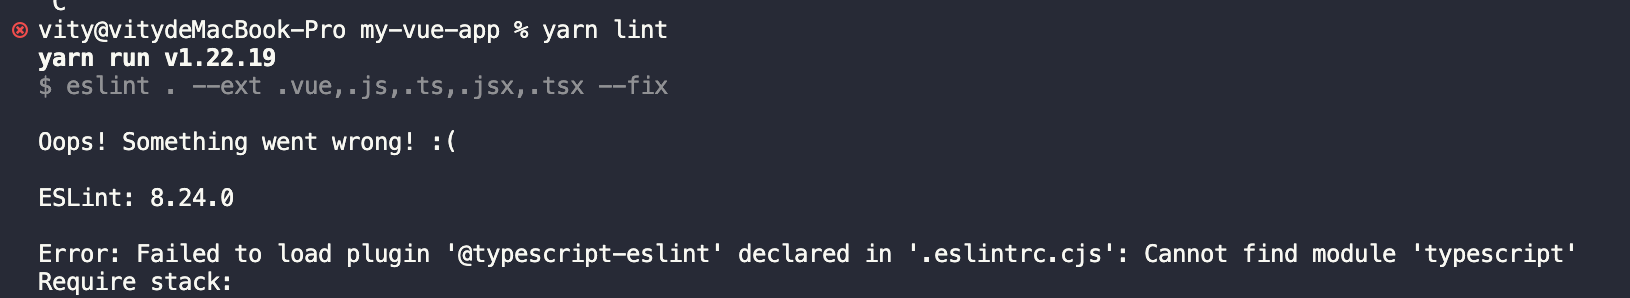 C
vity@vitydeMacBook-Pro my-vue-app % yarn lint
yarn run v1.22.19
$ eslint . --ext .vue,.js,.ts,.jsx,.tsx --fix
Oops! Something went wrong! :(
ESLint: 8.24.0
Error: Failed to load plugin '@typescript-eslint' declared in '.eslintrc.cjs': Cannot find module 'typescript'
Require stack: